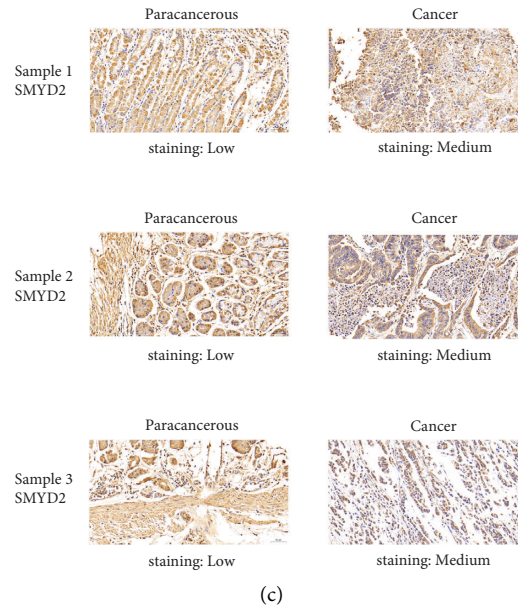 Paracancerous
Cancer
Sample 1
SMYD2
staining: Low
staining: Medium
Paracancerous
Cancer
Sample 2
SMYD2
staining: Low
staining: Medium
Paracancerous
Cancer
Sample 3
SMYD2
staining: Low
staining: Medium
(c)